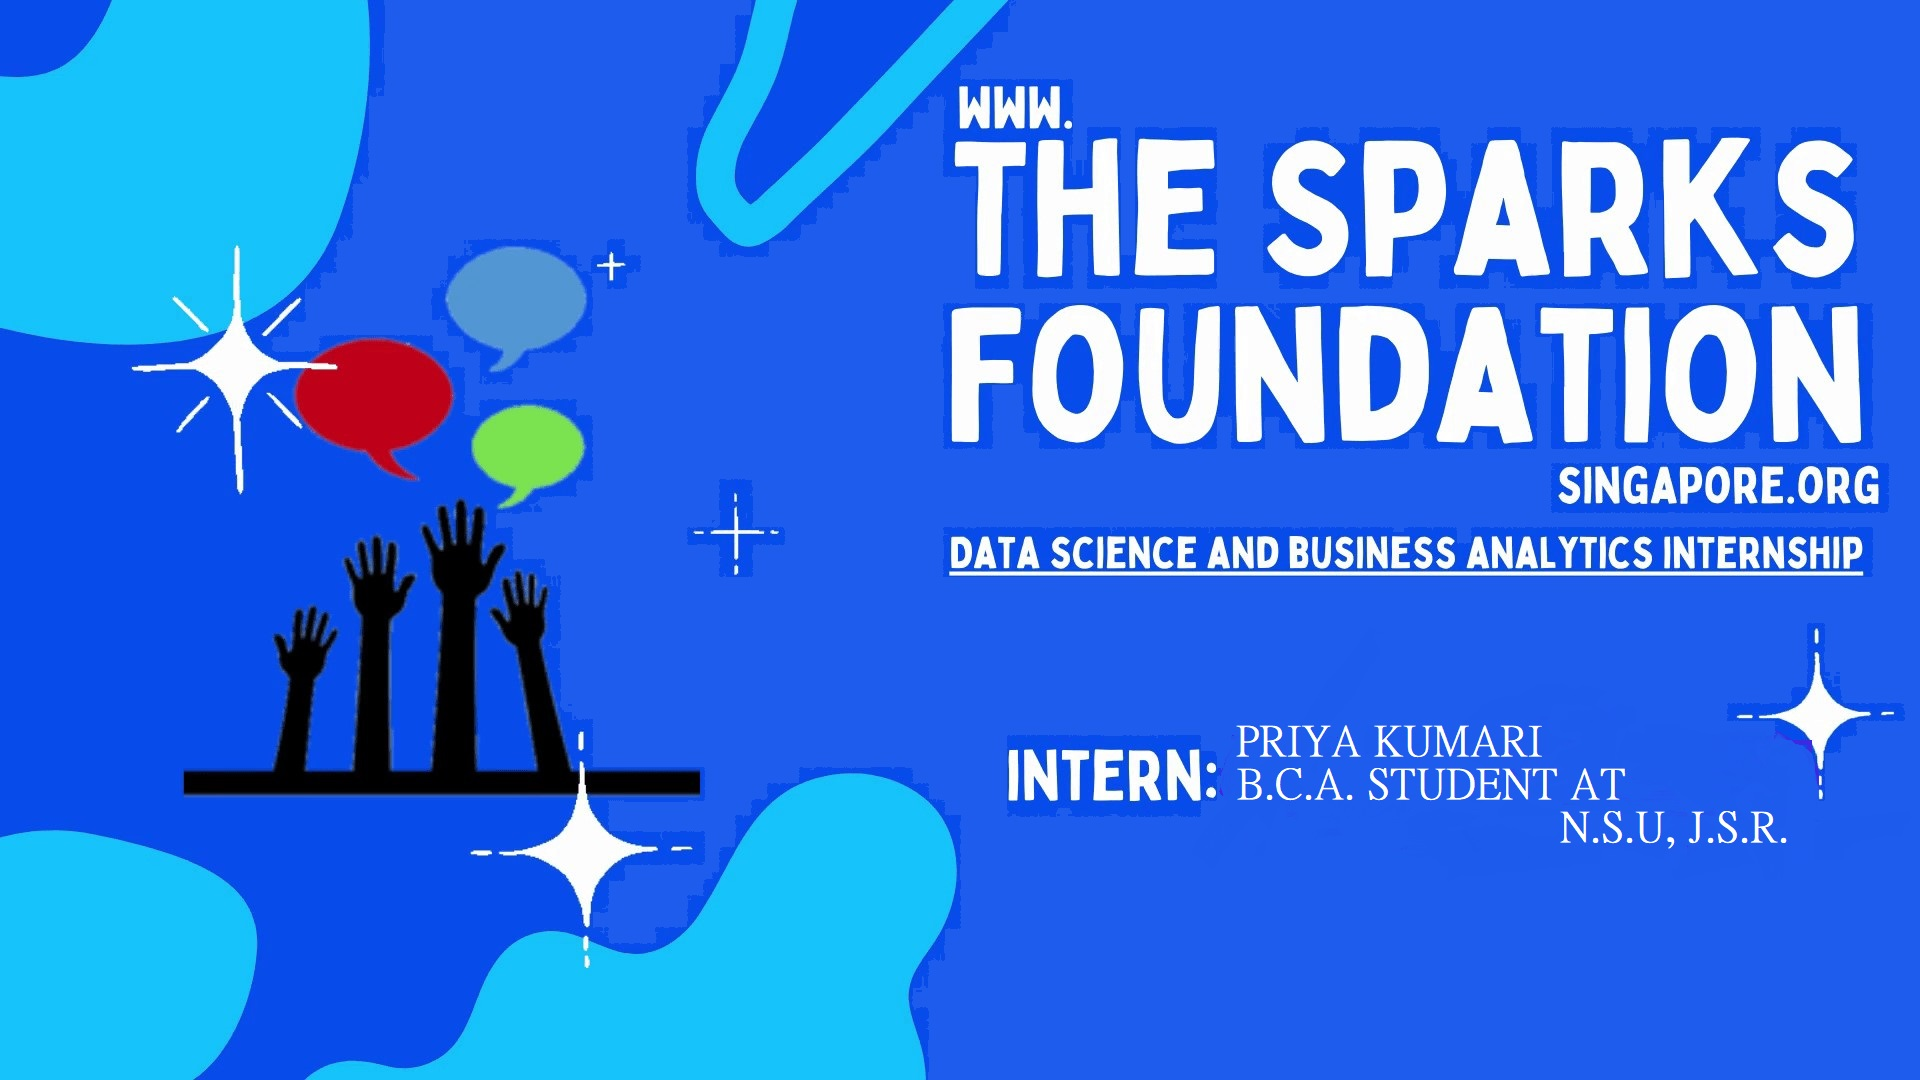 WWW.
THE SPARKS
FOUNDATION
SINGAPORE.ORG
DATA SCIENCE AND BUSINESS ANALYTICS INTERNSHIP
INTERN: PRIYA KUMARI
B.C.A. STUDENT AT
N.S.U, J.S.R.